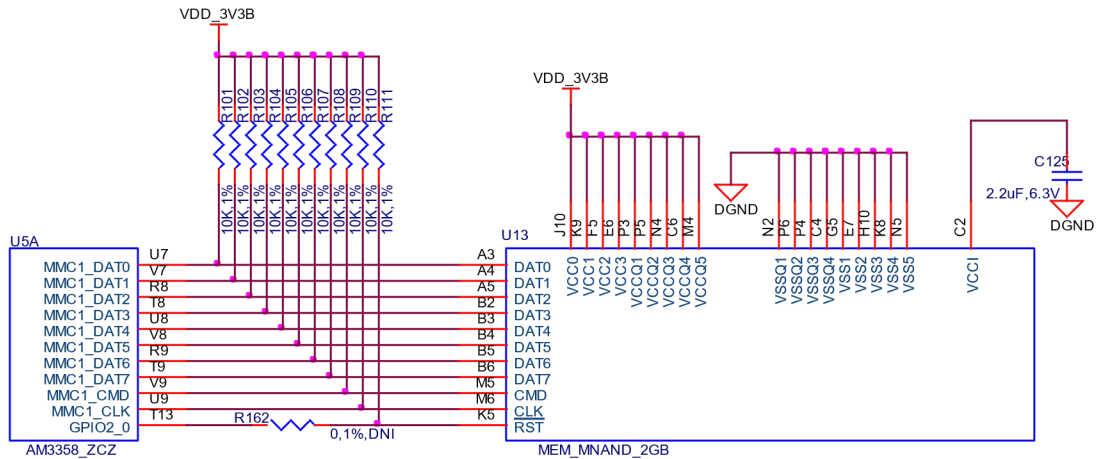 VDD_3V3B
R101
R102
R103
R104
R105
R106
R107
R108
R109
R110
R111
10K,1%
10K,1%
10K,1%
10K,1%
10K,1%
10K,1%
10K,1%
10K,1%
10K,1%
10K,1%
10K,1%
VDD_3V3B
DGND
C125
2.2uF,6.3V
DGND
U5A
MMC1_DAT0 U7
MMC1_DAT1 V7
MMC1_DAT2 R8
MMC1_DAT3 T8
MMC1_DAT4 U8
MMC1_DAT5 V8
MMC1_DAT6 R9
MMC1_DAT7 T9
MMC1_CMD V9
MMC1_CLK U9
GPIO2_0 T13
AM3358_ZCZ
R162
0,1%,DNI
U13
A3 DAT0
A4 DAT1
A5 DAT2
B2 DAT3
B3 DAT4
B4 DAT5
B5 DAT6
B6 DAT7
M5 CMD
M6 CLK
K5 RST
J10 VCC0
K9 VCC1
F5 VCC2
E6 VCC3
P3 VCCQ1
P5 VCCQ2
N4 VCCQ3
C6 VCCQ4
M4 VCCQ5
N2 VSSQ1
P6 VSSQ2
P4 VSSQ3
C4 VSSQ4
G5 VSS1
E7 VSS2
H10 VSS3
K8 VSS4
N5 VSS5
C2 VCCI
MEM_MNAND_2GB